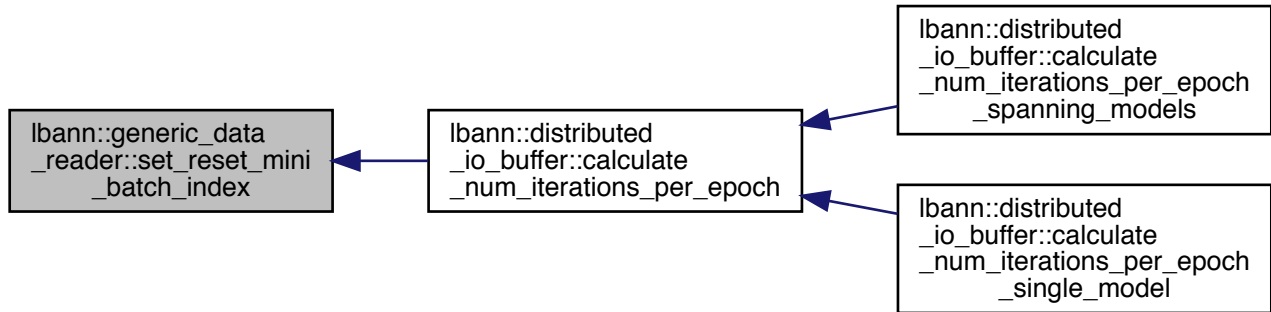 lbann::generic_data
_reader::set_reset_mini
_batch_index
lbann::distributed
_io_buffer::calculate
_num_iterations_per_epoch
lbann::distributed
_io_buffer::calculate
_num_iterations_per_epoch
_spanning_models
lbann::distributed
_io_buffer::calculate
_num_iterations_per_epoch
_single_model